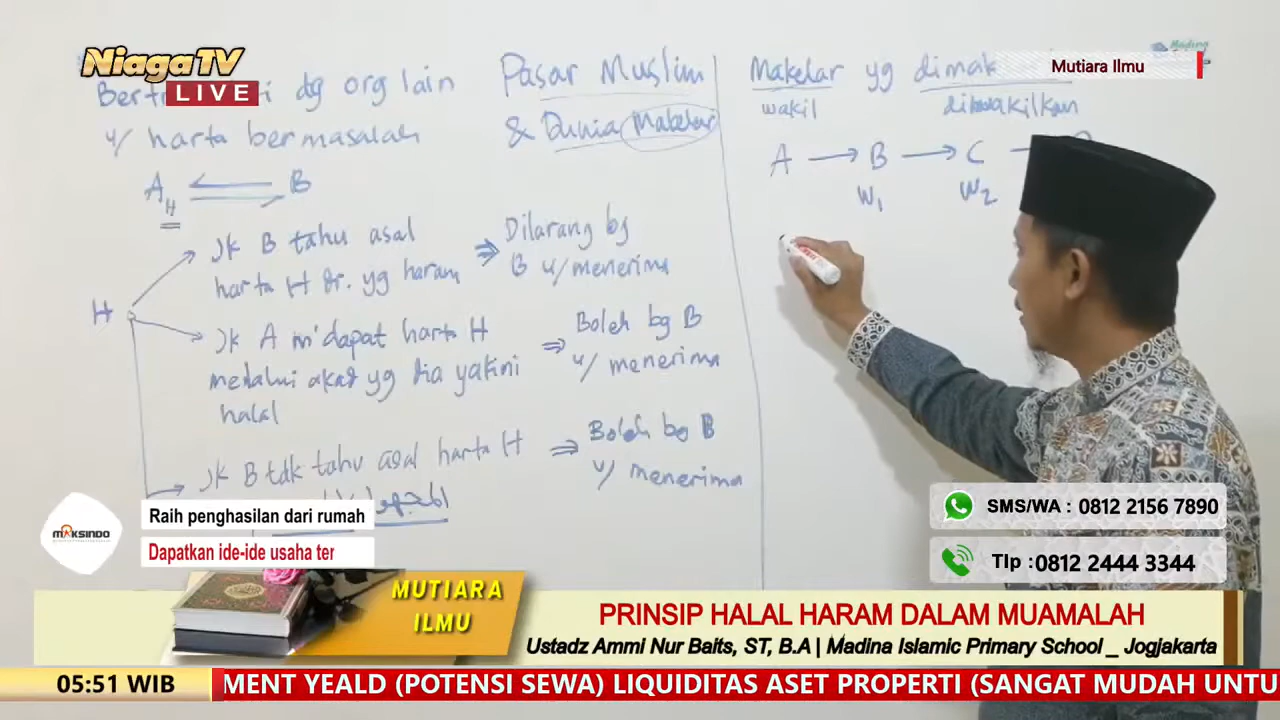 NiagaTV
LIVE
Mutiara Ilmu
Madina
dg org lain
u/ harta bermasalah
A H B
H
Jk B tahu asal
harta H dr. yg haram
Dilarang bg
B u/ menerima
Jk A m'dapat harta H
melalui akad yg dia yakini
halal
Boleh bg B
u/ menerima
Jk B tdk tahu asal harta H
Boleh bg B
u/ menerima
Pasar Muslim
& Dunia Makelar
Makelar yg dimak
wakil diwakilkan
A B C
W1 W2
MAKSINDO
Raih penghasilan dari rumah
Dapatkan ide-ide usaha ter
SMS/WA : 0812 2156 7890
Tlp : 0812 2444 3344
MUTIARA
ILMU
PRINSIP HALAL HARAM DALAM MUAMALAH
Ustadz Ammi Nur Baits, ST, B.A | Madina Islamic Primary School _ Jogjakarta
05:51 WIB
MENT YEALD (POTENSI SEWA) LIQUIDITAS ASET PROPERTI (SANGAT MUDAH UNTU